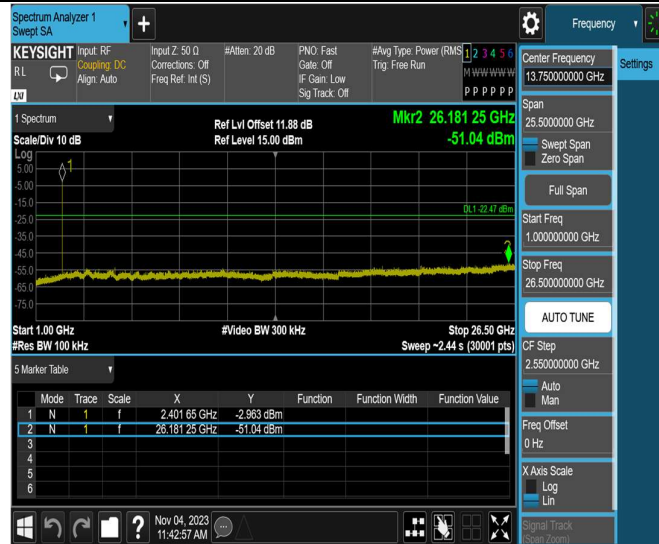 Spectrum Analyzer 1
Swept SA
Frequency
KEYSIGHT
RL
LXI
Input: RF
Coupling: DC
Align: Auto
Input Z: 50 Ω
Corrections: Off
Freq Ref: Int (S)
#Atten: 20 dB
PNO: Fast
Gate: Off
IF Gain: Low
Sig Track: Off
#Avg Type: Power (RMS
Trig: Free Run
1 2 3 4 5 6
M W W W W W
P P P P P P
1 Spectrum
Scale/Div 10 dB
Ref Lvl Offset 11.88 dB
Ref Level 15.00 dBm
Mkr2 26.181 25 GHz
-51.04 dBm
Log
5.00
-5.00
-15.0
-25.0
-35.0
-45.0
-55.0
-65.0
-75.0
1
DL1 -22.47 dBm
2
Start 1.00 GHz
#Res BW 100 kHz
#Video BW 300 kHz
Stop 26.50 GHz
Sweep ~2.44 s (30001 pts)
5 Marker Table
Mode Trace Scale X Y Function Function Width Function Value
1 N 1 f 2.401 65 GHz -2.963 dBm
2 N 1 f 26.181 25 GHz -51.04 dBm
3
4
5
6
Nov 04, 2023
11:42:57 AM
Center Frequency
13.750000000 GHz
Settings
Span
25.5000000 GHz
Swept Span
Zero Span
Full Span
Start Freq
1.000000000 GHz
Stop Freq
26.500000000 GHz
AUTO TUNE
CF Step
2.550000000 GHz
Auto
Man
Freq Offset
0 Hz
X Axis Scale
Log
Lin
Signal Track
(Span Zoom)